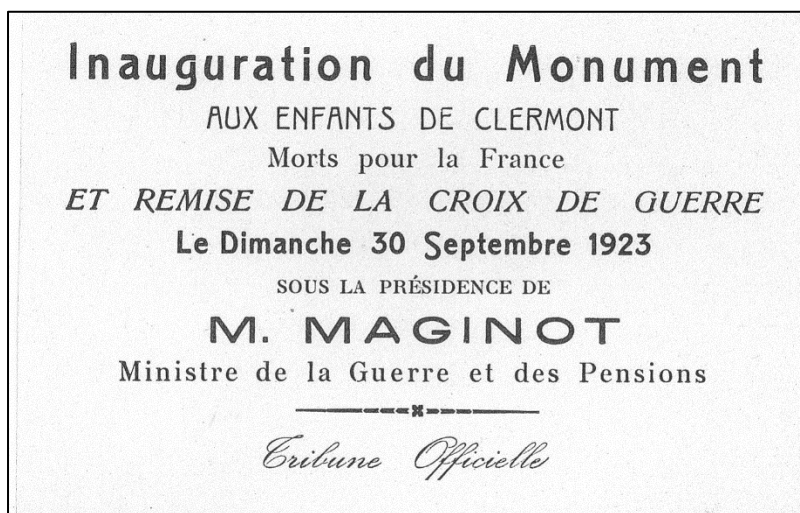 Inauguration du Monument
AUX ENFANTS DE CLERMONT
Morts pour la France
ET REMISE DE LA CROIX DE GUERRE
Le Dimanche 30 Septembre 1923
SOUS LA PRÉSIDENCE DE
M. MAGINOT
Ministre de la Guerre et des Pensions
Tribune Officielle